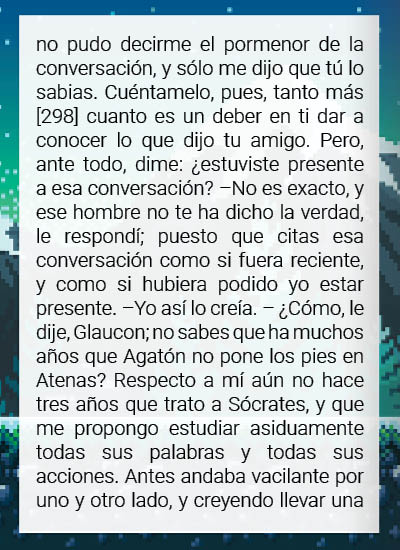 no pudo decirme el pormenor de la
conversación, y sólo me dijo que tú lo
sabias. Cuéntamelo, pues, tanto más
[298] cuanto es un deber en ti dar a
conocer lo que dijo tu amigo. Pero,
ante todo, dime: ¿estuviste presente
a esa conversación? –No es exacto, y
ese hombre no te ha dicho la verdad,
le respondí; puesto que citas esa
conversación como si fuera reciente,
y como si hubiera podido yo estar
presente. –Yo así lo creía. – ¿Cómo, le
dije, Glaucon; no sabes que ha muchos
años que Agatón no pone los pies en
Atenas? Respecto a mí aún no hace
tres años que trato a Sócrates, y que
me propongo estudiar asiduamente
todas sus palabras y todas sus
acciones. Antes andaba vacilante por
uno y otro lado, y creyendo llevar una